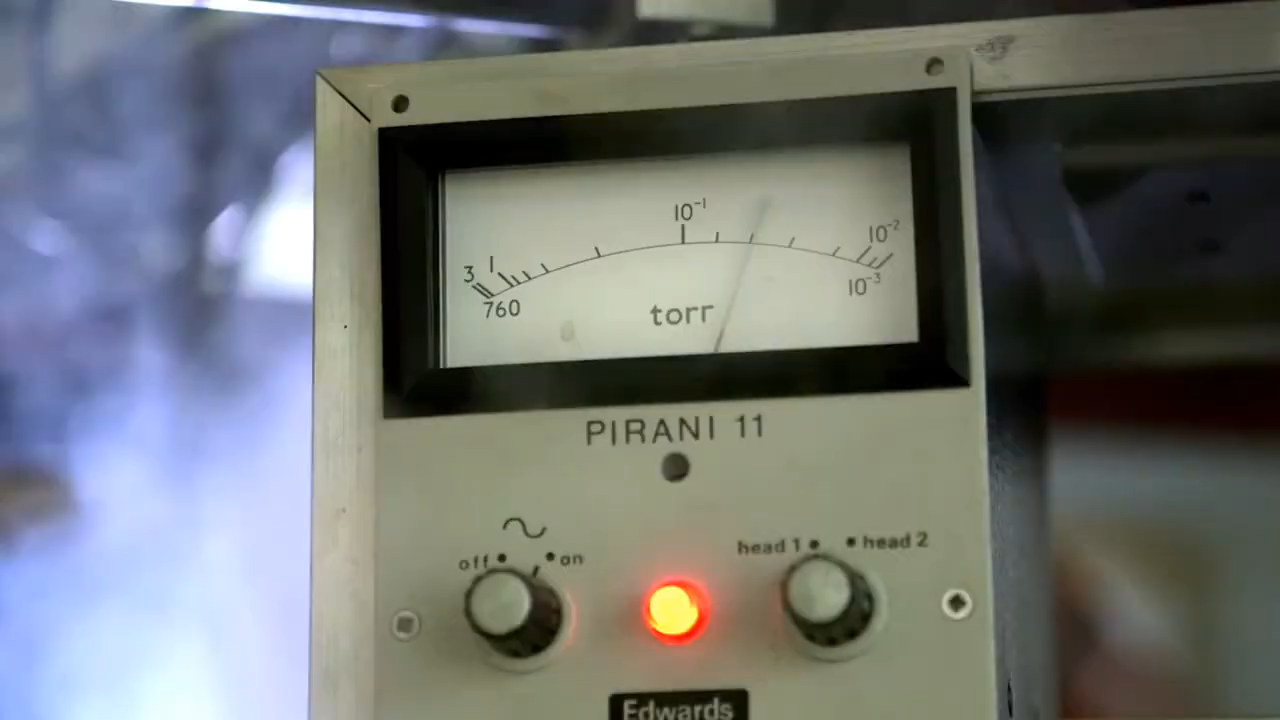 10⁻¹
3 1 10⁻²
760 torr 10⁻³
PIRANI 11
off on head 1 head 2
Edwards